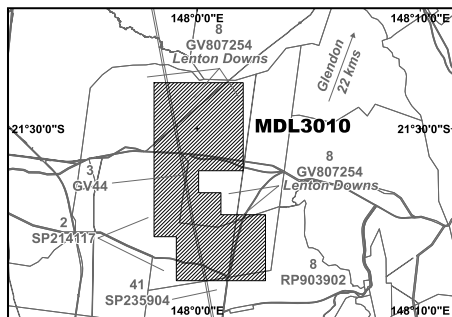 148°0'0"E
148°10'0"E
8
GV807254
Lenton Downs
Glendon
22 kms
21°30'0"S
21°30'0"S
MDL3010
3
GV44
8
GV807254
Lenton Downs
2
SP214117
41
SP235904
8
RP903902
148°0'0"E
148°10'0"E